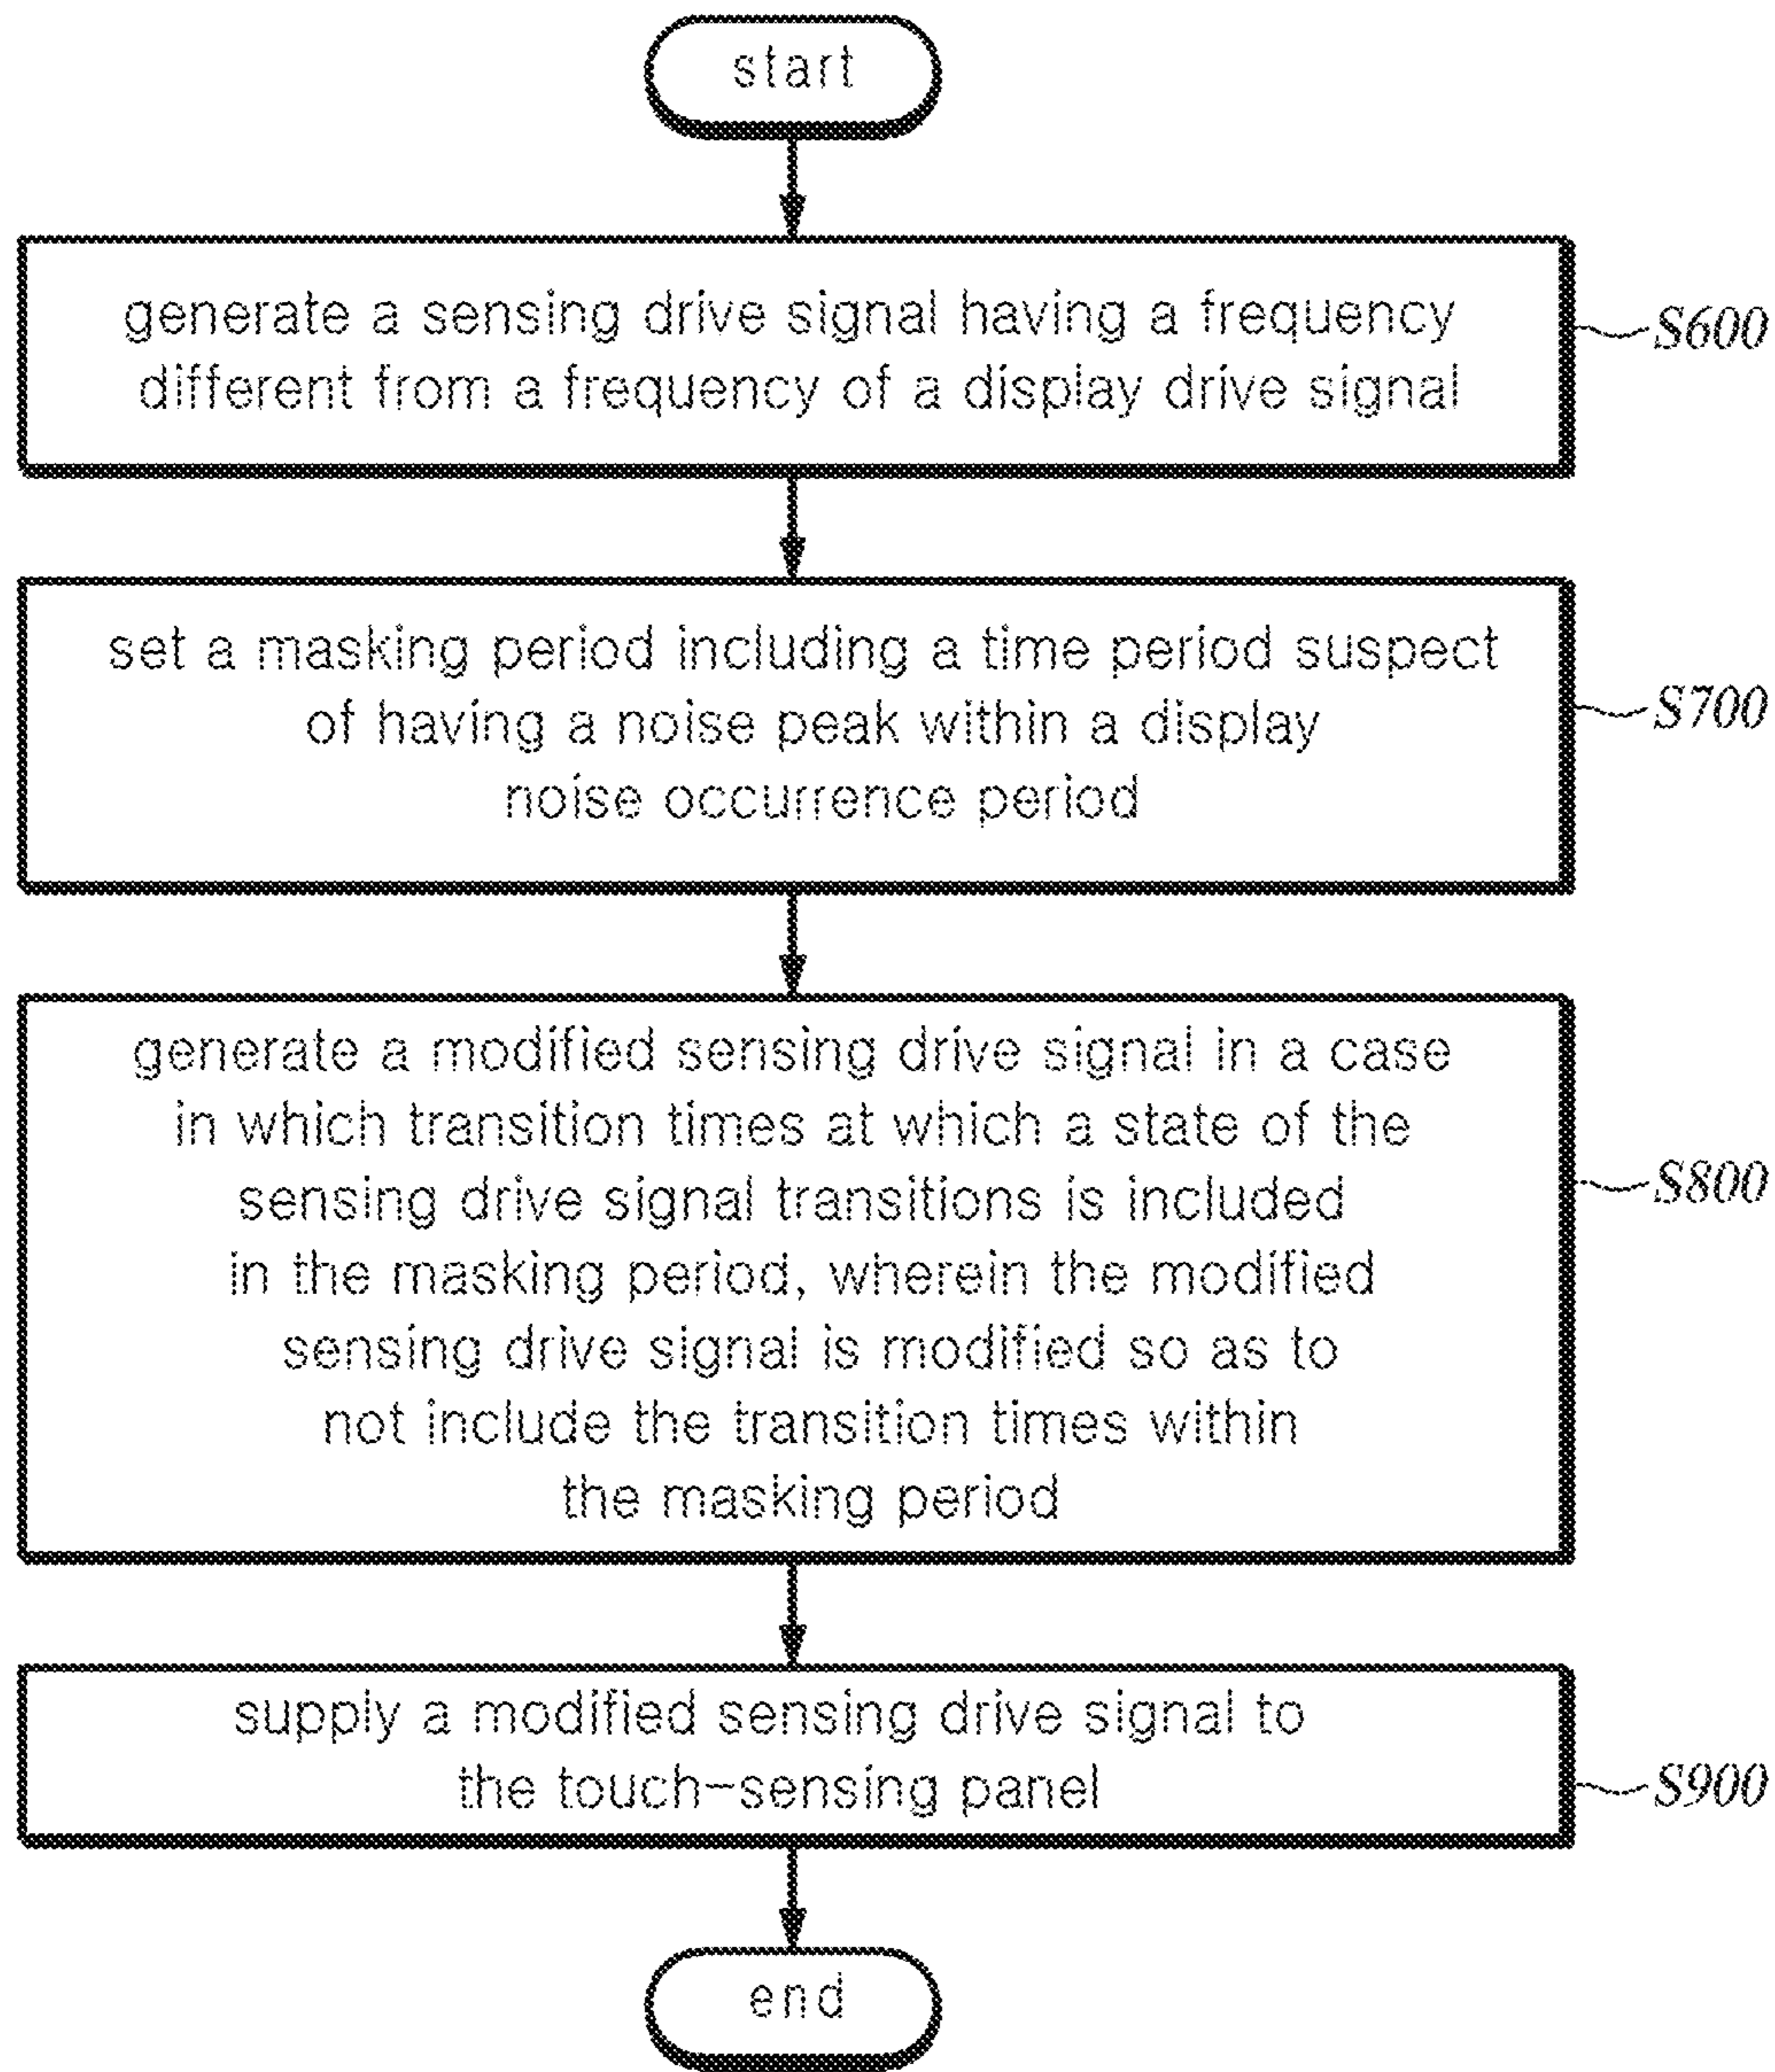 start
generate a sensing drive signal having a frequency
different from a frequency of a display drive signal
S600
set a masking period including a time period suspect
of having a noise peak within a display
noise occurrence period
S700
generate a modified sensing drive signal in a case
in which transition times at which a state of the
sensing drive signal transitions is included
in the masking period, wherein the modified
sensing drive signal is modified so as to
not include the transition times within
the masking period
S800
supply a modified sensing drive signal to
the touch-sensing panel
S900
end